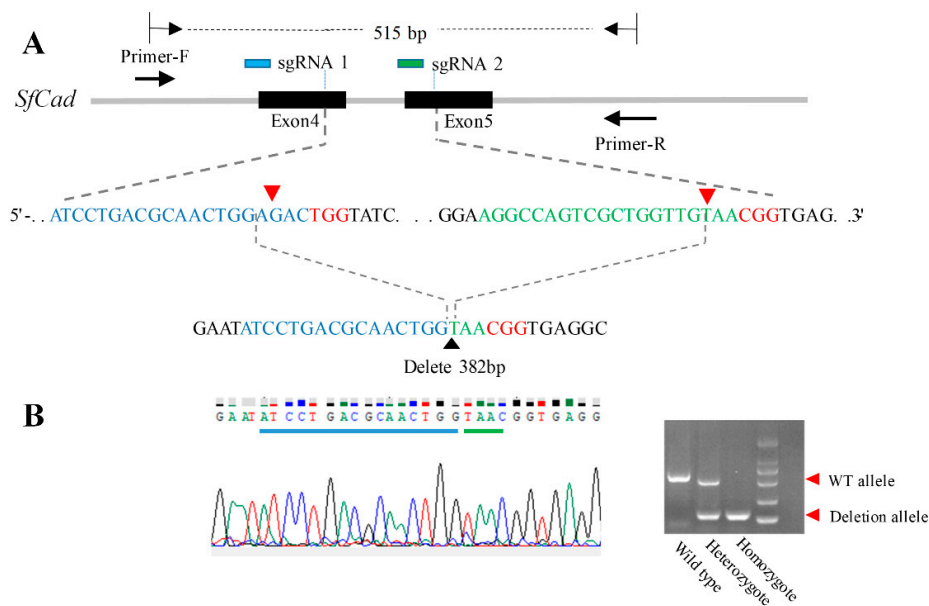 A
515 bp
Primer-F
sgRNA 1
sgRNA 2
SfCad
Exon4
Exon5
Primer-R
5'-. . ATCCTGACGCAACTGGAGACTGGTATC. . . GGAAGGCCAGTCGCTGGTTGTAACGGTGAG. . .3'
GAATATCCTGACGCAACTGGTAACGGTGAGGC
Delete 382bp
B
GAATATCCTGACGCAACTGGTAACGGTGAGG
WT allele
Deletion allele
Wild type
Heterozygote
Homozygote